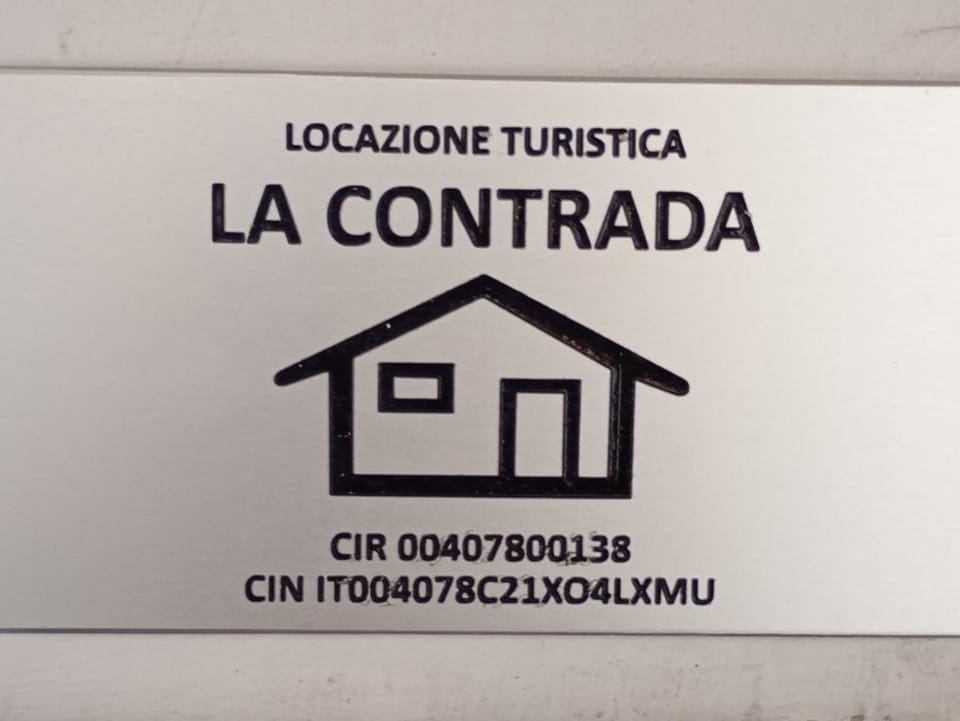 LOCAZIONE TURISTICA
LA CONTRADA
CIR 00407800138
CIN IT004078C21XO4LXMU